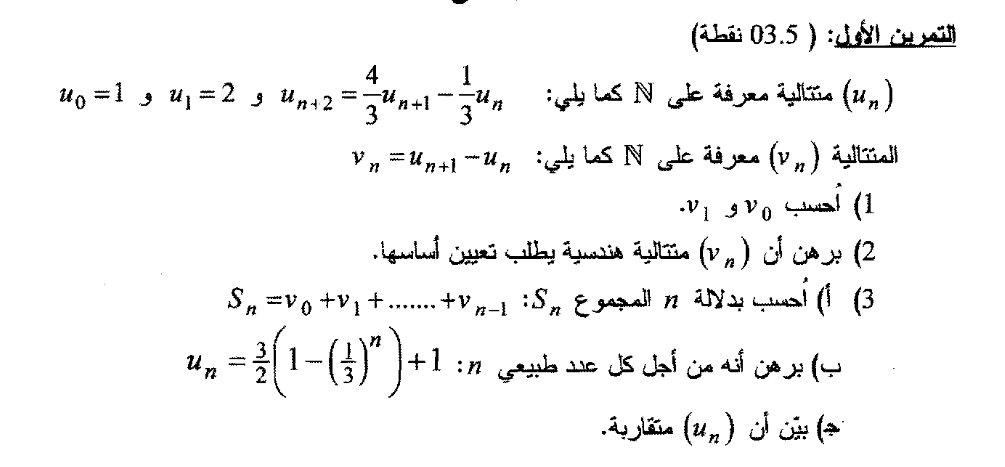 التمرين الأول: ( 03.5 نقطة)
(u_n) متتالية معرفة على ℕ كما يلي: u_0 = 1 و u_1 = 2 و u_{n+2} = \frac{4}{3}u_{n+1} - \frac{1}{3}u_n
المتتالية (v_n) معرفة على ℕ كما يلي: v_n = u_{n+1} - u_n
1) أحسب v_0 و v_1.
2) برهن أن (v_n) متتالية هندسية يطلب تعيين أساسها.
3) أ) أحسب بدلالة n المجموع S_n: S_n = v_0 + v_1 + ....... + v_{n-1}
ب) برهن أنه من أجل كل عدد طبيعي n: u_n = \frac{3}{2}\left(1 - \left(\frac{1}{3}\right)^n\right) + 1
ج) بيّن أن (u_n) متقاربة.